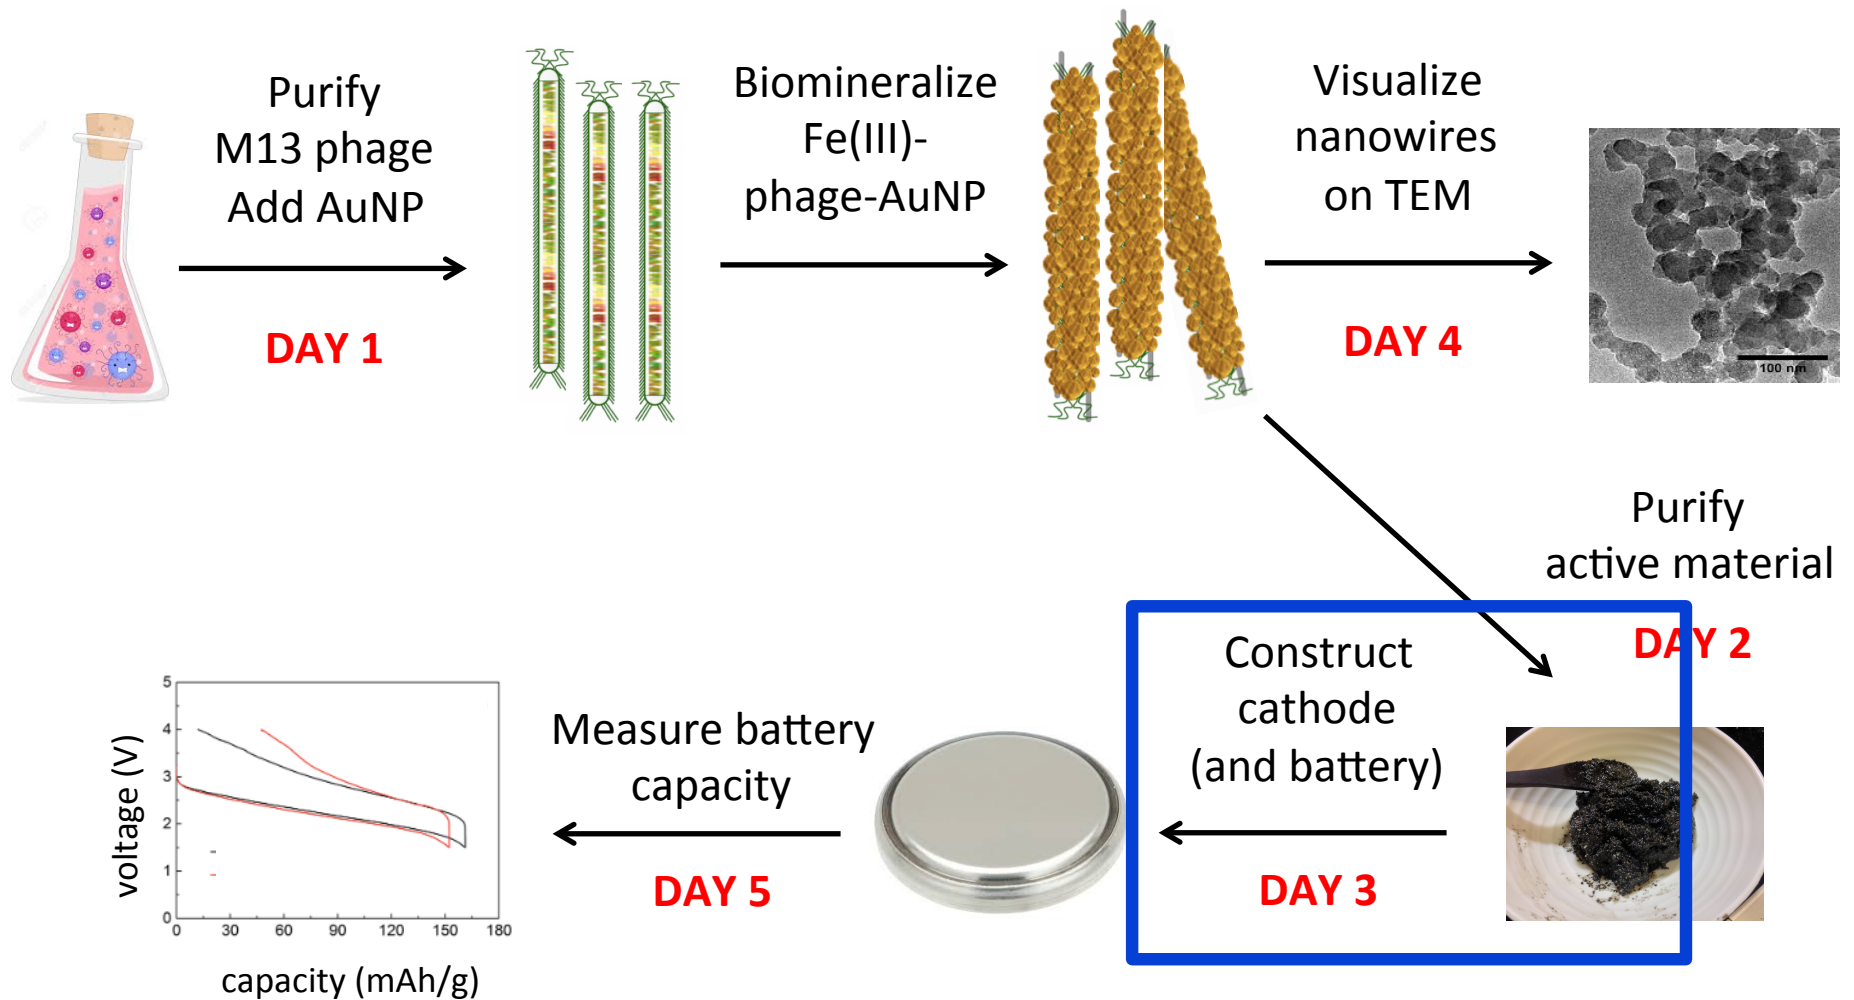 Purify
M13 phage
Add AuNP
DAY 1
Biomineralize
Fe(III)-
phage-AuNP
Visualize
nanowires
on TEM
DAY 4
100 nm
Purify
active material
DAY 2
Construct
cathode
(and battery)
DAY 3
Measure battery
capacity
DAY 5
voltage (V)
5
4
3
2
1
0
0 30 60 90 120 150 180
capacity (mAh/g)